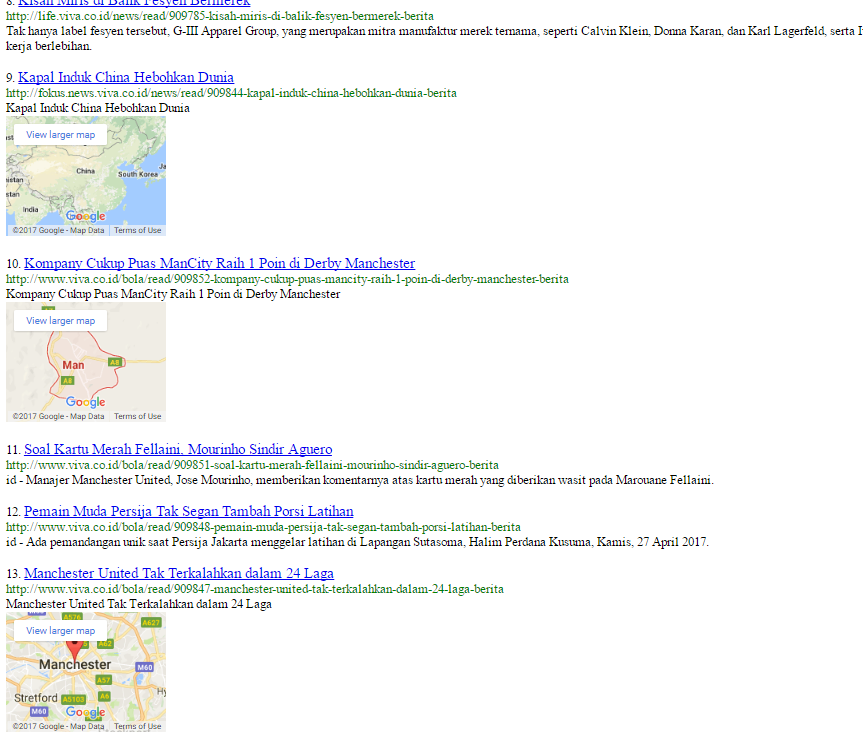 8. Kisah Miris di Balik Fesyen Bermerek
http://life.viva.co.id/news/read/909785-kisah-miris-di-balik-fesyen-bermerek-berita
Tak hanya label fesyen tersebut, G-III Apparel Group, yang merupakan mitra manufaktur merek ternama, seperti Calvin Klein, Donna Karan, dan Karl Lagerfeld, serta
kerja berlebihan.
9. Kapal Induk China Hebohkan Dunia
http://fokus.news.viva.co.id/news/read/909844-kapal-induk-china-hebohkan-dunia-berita
Kapal Induk China Hebohkan Dunia
View larger map
China
South Korea
India
Google
©2017 Google - Map Data Terms of Use
10. Kompany Cukup Puas ManCity Raih 1 Poin di Derby Manchester
http://www.viva.co.id/bola/read/909852-kompany-cukup-puas-mancity-raih-1-poin-di-derby-manchester-berita
Kompany Cukup Puas ManCity Raih 1 Poin di Derby Manchester
View larger map
Man
A8
A8
Google
©2017 Google - Map Data Terms of Use
11. Soal Kartu Merah Fellaini, Mourinho Sindir Aguero
http://www.viva.co.id/bola/read/909851-soal-kartu-merah-fellaini-mourinho-sindir-aguero-berita
id - Manajer Manchester United, Jose Mourinho, memberikan komentarnya atas kartu merah yang diberikan wasit pada Marouane Fellaini.
12. Pemain Muda Persija Tak Segan Tambah Porsi Latihan
http://www.viva.co.id/bola/read/909848-pemain-muda-persija-tak-segan-tambah-porsi-latihan-berita
id - Ada pemandangan unik saat Persija Jakarta menggelar latihan di Lapangan Sutasoma, Halim Perdana Kusuma, Kamis, 27 April 2017.
13. Manchester United Tak Terkalahkan dalam 24 Laga
http://www.viva.co.id/bola/read/909847-manchester-united-tak-terkalahkan-dalam-24-laga-berita
Manchester United Tak Terkalahkan dalam 24 Laga
A576
A627
View larger map
A62
Manchester
M60
A57
Stretford A5103 A6
M60
Google
©2017 Google - Map Data Terms of Use